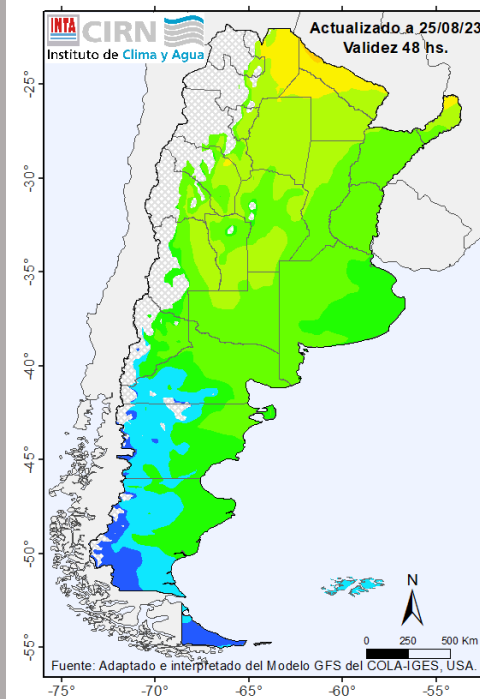 INTA CIRN
Instituto de Clima y Agua
Actualizado a 25/08/23
Validez 48 hs.
-25°
-30°
-35°
-40°
-45°
-50°
-55°
N
0 250 500 Km
Fuente: Adaptado e interpretado del Modelo GFS del COLA-IGES, USA.
-75° -70° -65° -60° -55°